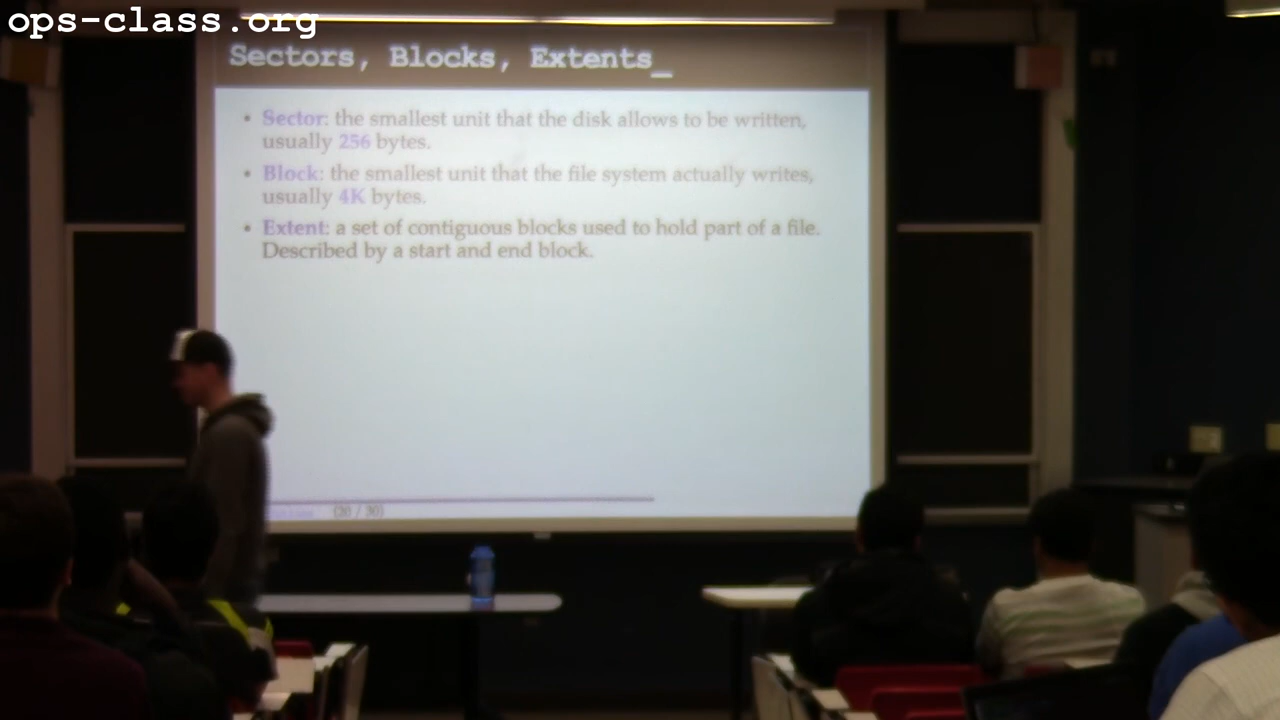 ops-class.org
Sectors, Blocks, Extents_
• Sector: the smallest unit that the disk allows to be written,
usually 256 bytes.
• Block: the smallest unit that the file system actually writes,
usually 4K bytes.
• Extent: a set of contiguous blocks used to hold part of a file.
Described by a start and end block.
(20 / 30)